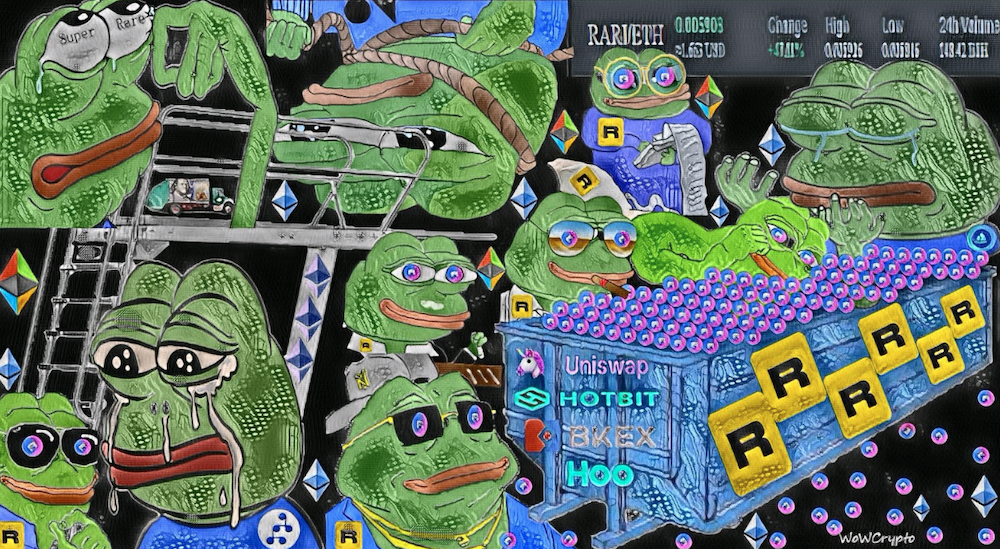 Super
Rare
RARI/ETH
0.005903
Change
High
Low
24h Volume
R
R
R
R
R
R
R
R
R
R
R
Uniswap
HOTBIT
BKEX
Hoo
R
R
WoWCrypto